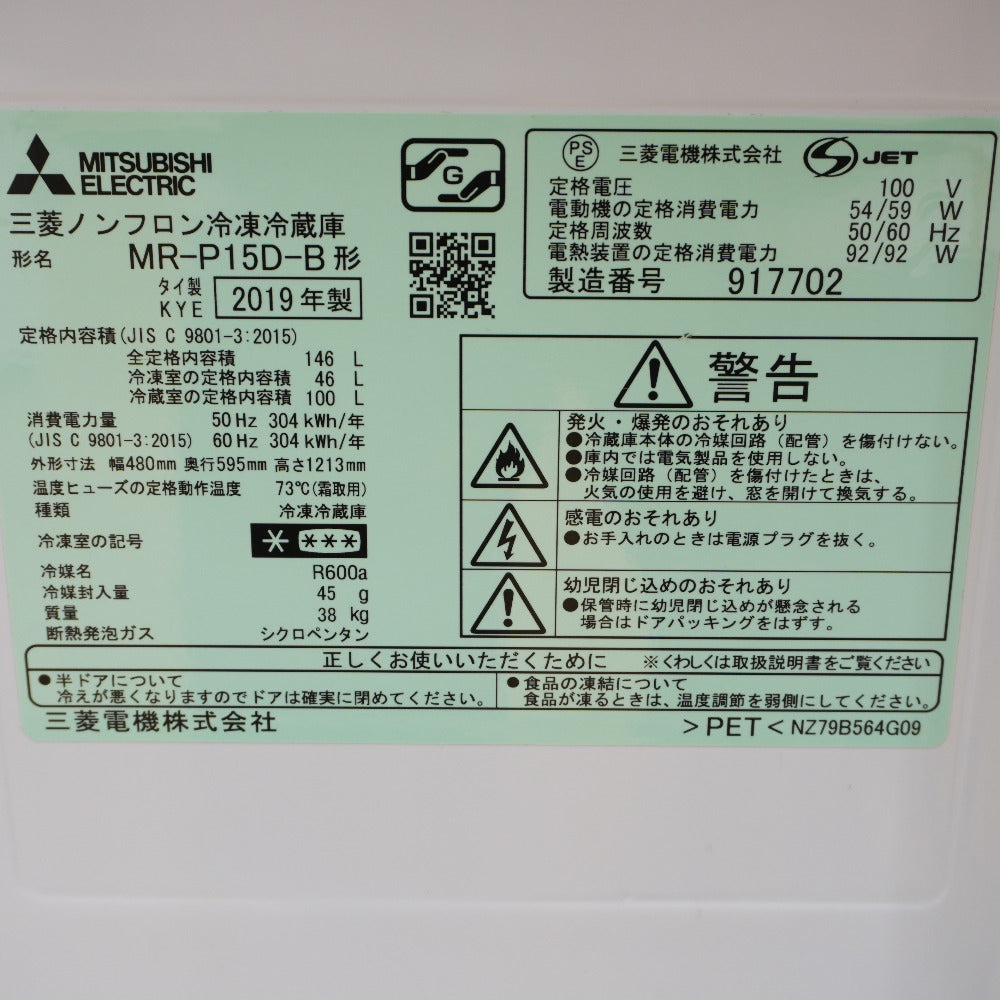 MITSUBISHI
ELECTRIC
三菱ノンフロン冷凍冷蔵庫
形名 MR-P15D-B形
タイ製
KYE 2019年製
定格内容積(JIS C 9801-3:2015)
全定格内容積 146 L
冷凍室の定格内容積 46 L
冷蔵室の定格内容積 100 L
消費電力量 50Hz 304kWh/年
(JIS C 9801-3:2015) 60Hz 304kWh/年
外形寸法 幅480mm 奥行595mm 高さ1213mm
温度ヒューズの定格動作温度 73℃(霜取用)
種類 冷凍冷蔵庫
冷凍室の記号
冷媒名 R600a
冷媒封入量 45 g
質量 38 kg
断熱発泡ガス シクロペンタン
G
PS
E 三菱電機株式会社 JET
定格電圧 100 V
電動機の定格消費電力 54/59 W
定格周波数 50/60 Hz
電熱装置の定格消費電力 92/92 W
製造番号 917702
警告
発火・爆発のおそれあり
●冷蔵庫本体の冷媒回路(配管)を傷付けない。
●庫内では電気製品を使用しない。
●冷媒回路(配管)を傷付けたときは、
火気の使用を避け、窓を開けて換気する。
感電のおそれあり
●お手入れのときは電源プラグを抜く。
幼児閉じ込めのおそれあり
●保管時に幼児閉じ込めが懸念される
場合はドアパッキングをはずす。
正しくお使いいただくために ※くわしくは取扱説明書をご覧ください
●半ドアについて
冷えが悪くなりますのでドアは確実に閉めてください。
●食品の凍結について
食品が凍るときは、温度調節を弱側にしてください。
三菱電機株式会社
>PET< NZ79B564G09